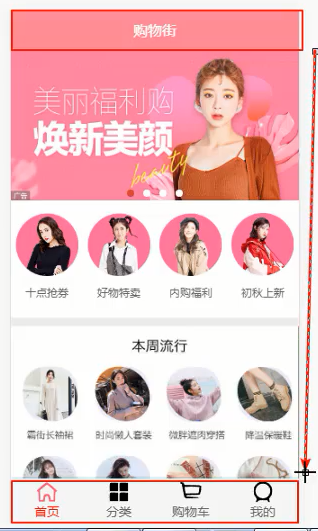 购物街
美丽福利购
焕新美颜
beauty
广告
十点抢券 好物特卖 内购福利 初秋上新
本周流行
霸街长袖裙 时尚懒人套装 微胖遮肉穿搭 降温保暖鞋
首页 分类 购物车 我的